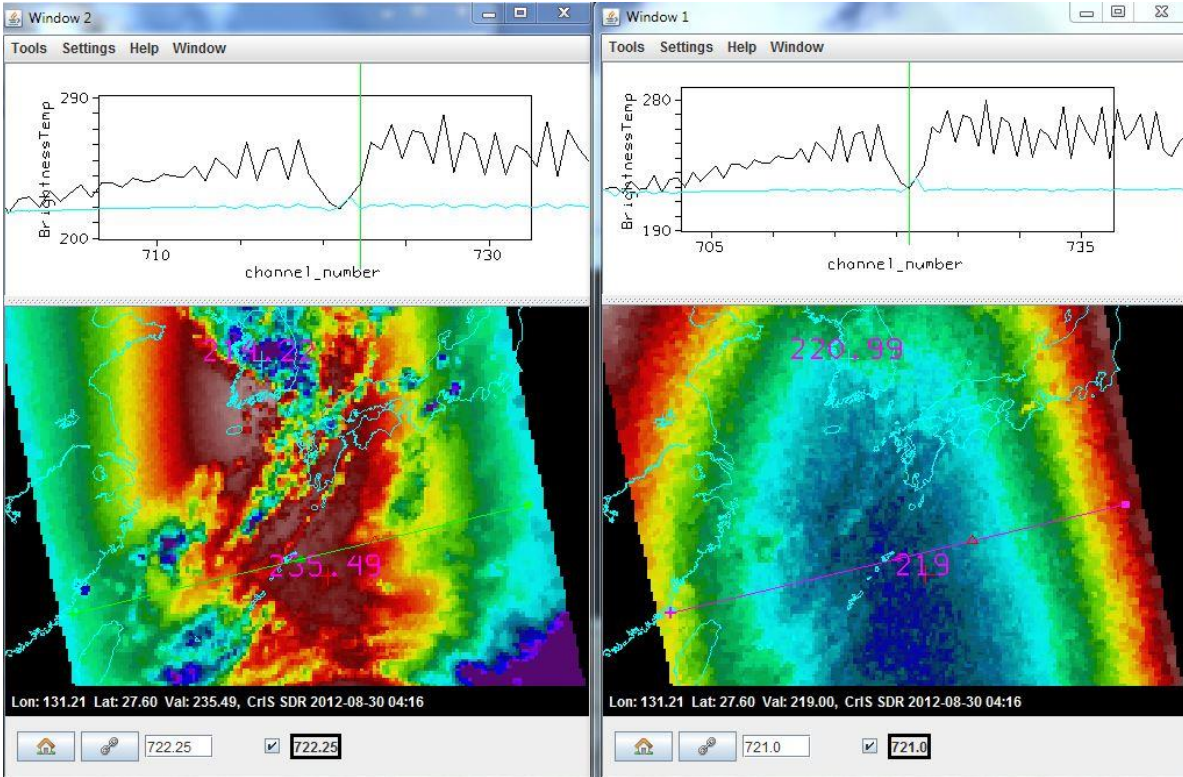 Window 2
Tools Settings Help Window
290
BrightnessTemp
200
710
730
channel_number
235.49
Lon: 131.21 Lat: 27.60 Val: 235.49, CrIS SDR 2012-08-30 04:16
722.25
722.25
Window 1
Tools Settings Help Window
280
BrightnessTemp
190
705
735
channel_number
220.99
219
Lon: 131.21 Lat: 27.60 Val: 219.00, CrIS SDR 2012-08-30 04:16
721.0
721.0